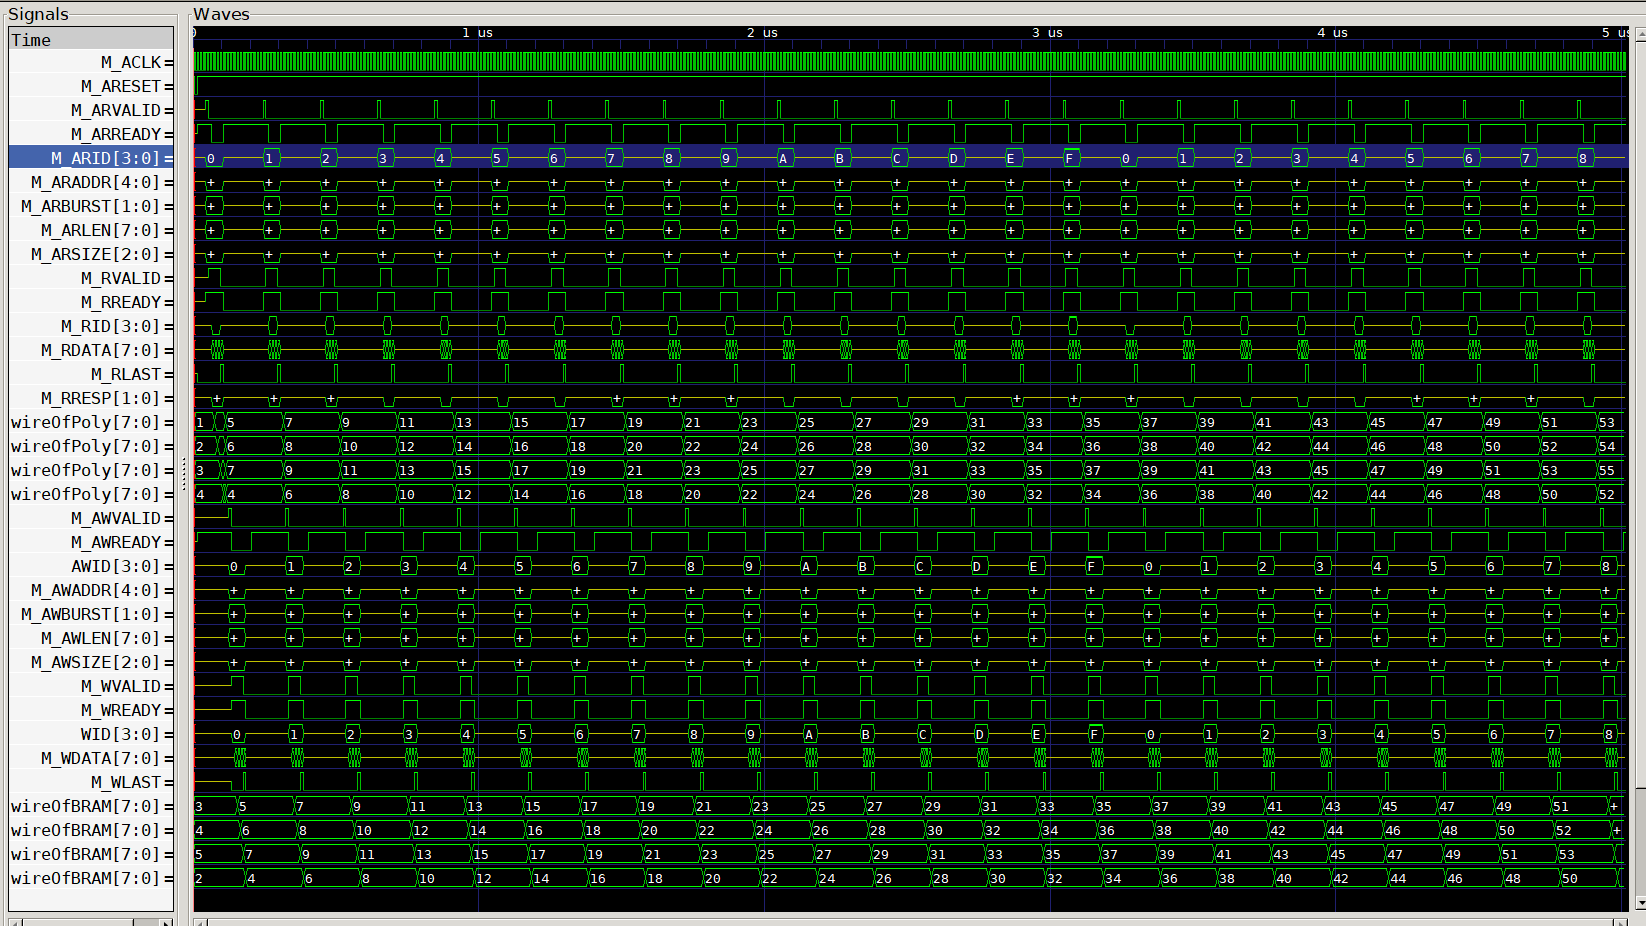 Signals Waves
Time 0 1 us 2 us 3 us 4 us 5 us
M_ACLK=
M_ARESET=
M_ARVALID=
M_ARREADY=
M_ARID[3:0]= 0 1 2 3 4 5 6 7 8 9 A B C D E F 0 1 2 3 4 5 6 7 8
M_ARADDR[4:0]= + + + + + + + + + + + + + + + + + + + + + + + + +
M_ARBURST[1:0]= + + + + + + + + + + + + + + + + + + + + + + + + +
M_ARLEN[7:0]= + + + + + + + + + + + + + + + + + + + + + + + + +
M_ARSIZE[2:0]= + + + + + + + + + + + + + + + + + + + + + + + + +
M_RVALID=
M_RREADY=
M_RID[3:0]=
M_RDATA[7:0]=
M_RLAST=
M_RRESP[1:0]= + + + + + + + + + + + + +
wireOfPoly[7:0]= 1 5 7 9 11 13 15 17 19 21 23 25 27 29 31 33 35 37 39 41 43 45 47 49 51 53
wireOfPoly[7:0]= 2 6 8 10 12 14 16 18 20 22 24 26 28 30 32 34 36 38 40 42 44 46 48 50 52 54
wireOfPoly[7:0]= 3 7 9 11 13 15 17 19 21 23 25 27 29 31 33 35 37 39 41 43 45 47 49 51 53 55
wireOfPoly[7:0]= 4 4 6 8 10 12 14 16 18 20 22 24 26 28 30 32 34 36 38 40 42 44 46 48 50 52
M_AWVALID=
M_AWREADY=
AWID[3:0]= 0 1 2 3 4 5 6 7 8 9 A B C D E F 0 1 2 3 4 5 6 7 8
M_AWADDR[4:0]= + + + + + + + + + + + + + + + + + + + + + + + + +
M_AWBURST[1:0]= + + + + + + + + + + + + + + + + + + + + + + + + +
M_AWLEN[7:0]= + + + + + + + + + + + + + + + + + + + + + + + + +
M_AWSIZE[2:0]= + + + + + + + + + + + + + + + + + + + + + + + + +
M_WVALID=
M_WREADY=
WID[3:0]= 0 1 2 3 4 5 6 7 8 9 A B C D E F 0 1 2 3 4 5 6 7 8
M_WDATA[7:0]=
M_WLAST=
wireOfBRAM[7:0]= 3 5 7 9 11 13 15 17 19 21 23 25 27 29 31 33 35 37 39 41 43 45 47 49 51 +
wireOfBRAM[7:0]= 4 6 8 10 12 14 16 18 20 22 24 26 28 30 32 34 36 38 40 42 44 46 48 50 52 +
wireOfBRAM[7:0]= 5 7 9 11 13 15 17 19 21 23 25 27 29 31 33 35 37 39 41 43 45 47 49 51 53
wireOfBRAM[7:0]= 2 4 6 8 10 12 14 16 18 20 22 24 26 28 30 32 34 36 38 40 42 44 46 48 50